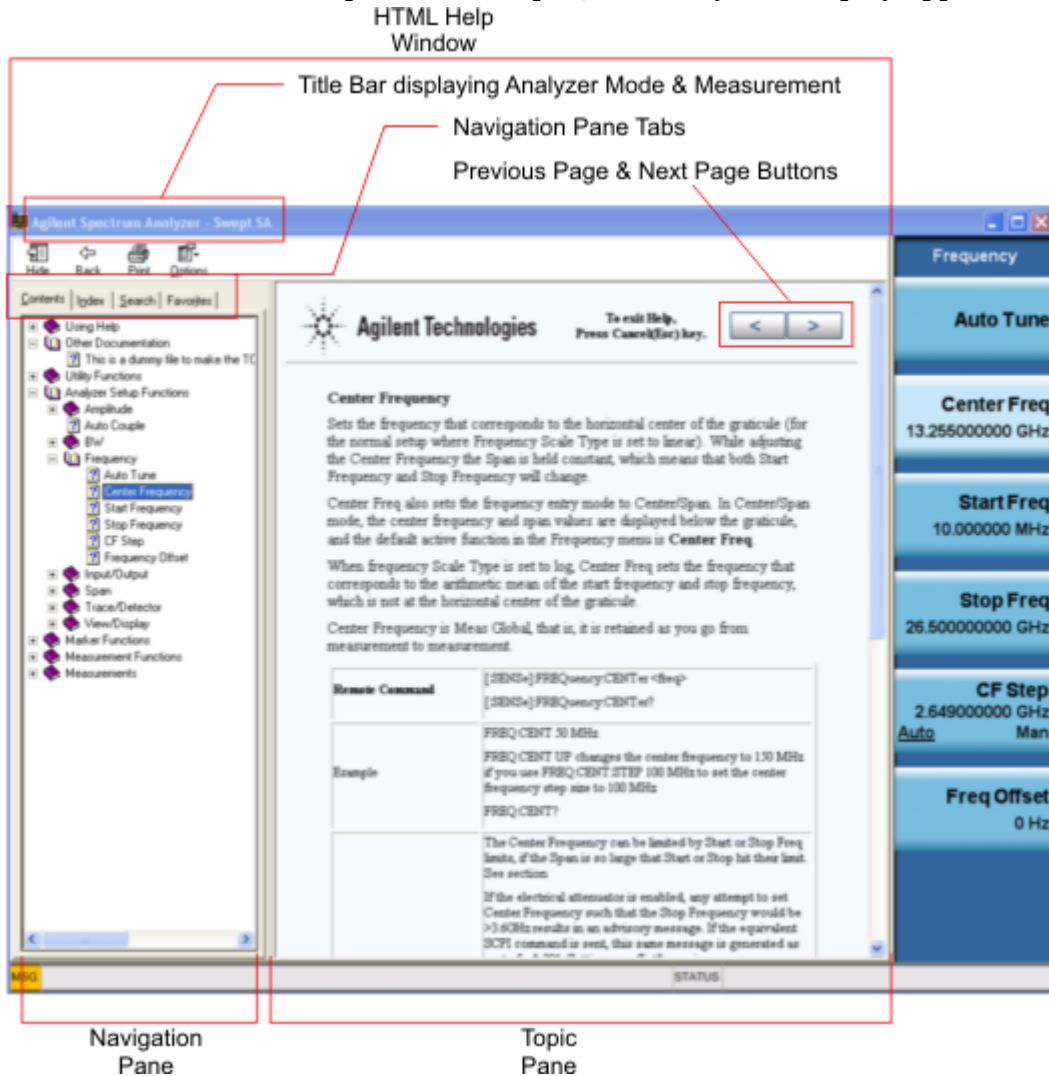 HTML Help
Window
Title Bar displaying Analyzer Mode & Measurement
Navigation Pane Tabs
Previous Page & Next Page Buttons
Agilent Spectrum Analyzer - Swept SA
Hide Back Print Options
Contents Index Search Favorites
Using Help
Other Documentation
This is a dummy file to make the TC
Utility Functions
Analyzer Setup Functions
Amplitude
Auto Couple
BW
Frequency
Auto Tune
Center Frequency
Start Frequency
Stop Frequency
CF Step
Frequency Offset
Input/Output
Span
Trace/Detector
View/Display
Marker Functions
Measurement Functions
Measurements
Agilent Technologies
To exit Help,
Press Cancel(Esc) key.
< >
Center Frequency
Sets the frequency that corresponds to the horizontal center of the graticule (for
the normal setup where Frequency Scale Type is set to linear). While adjusting
the Center Frequency the Span is held constant, which means that both Start
Frequency and Stop Frequency will change.
Center Freq also sets the frequency entry mode to Center/Span. In Center/Span
mode, the center frequency and span values are displayed below the graticule,
and the default active function in the Frequency menu is Center Freq
When frequency Scale Type is set to log, Center Freq sets the frequency that
corresponds to the arithmetic mean of the start frequency and stop frequency,
which is not at the horizontal center of the graticule.
Center Frequency is Meas Global, that is, it is retained as you go from
measurement to measurement.
Remote Command
[:SENSe]:FREQuency:CENTer <freq>
[:SENSe]:FREQuency:CENTer?
Example
FREQ:CENT 50 MHz
FREQ:CENT UP changes the center frequency to 150 MHz
if you use FREQ:CENT:STEP 100 MHz to set the center
frequency step size to 100 MHz
FREQ:CENT?
The Center Frequency can be limited by Start or Stop Freq
limits, if the Span is so large that Start or Stop hit their limit.
See section
If the electrical attenuator is enabled, any attempt to set
Center Frequency such that the Stop Frequency would be
>3.6GHz results in an advisory message. If the equivalent
SCPI command is sent, this same message is generated as
Frequency
Auto Tune
Center Freq
13.255000000 GHz
Start Freq
10.000000 MHz
Stop Freq
26.500000000 GHz
CF Step
2.649000000 GHz
Auto Man
Freq Offset
0 Hz
MSG
STATUS
Navigation
Pane
Topic
Pane